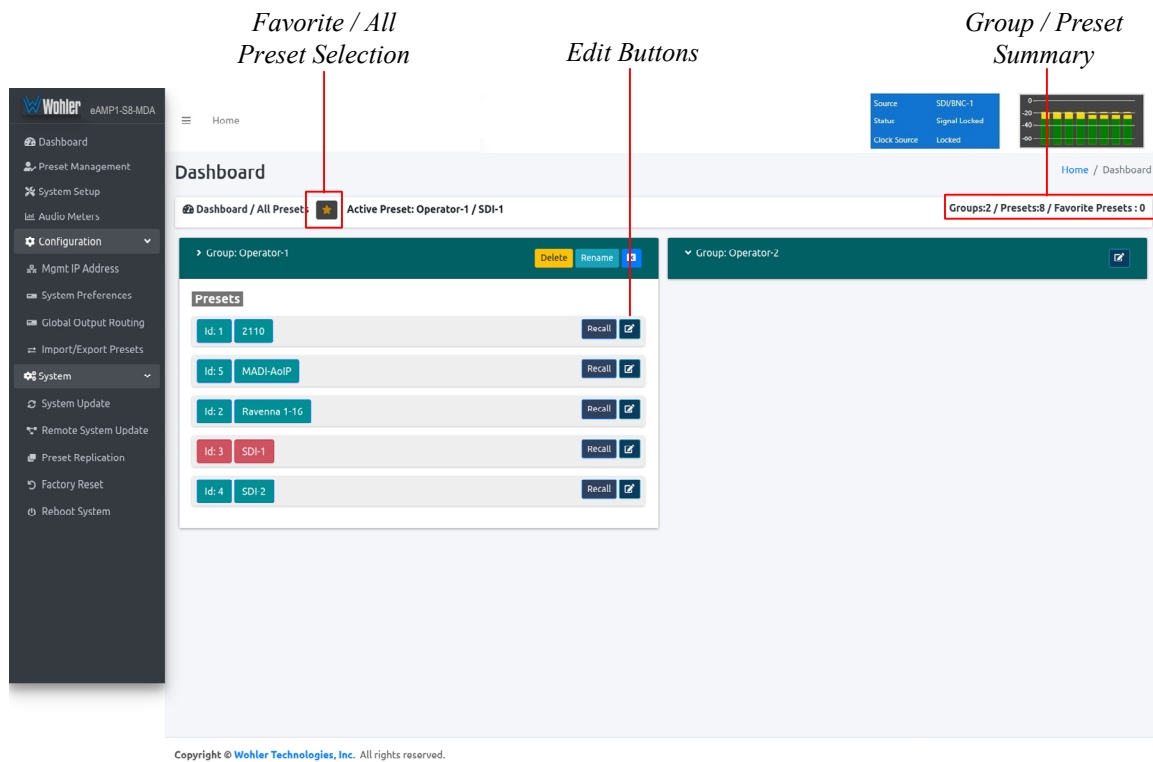 Favorite / All
Preset Selection
Edit Buttons
Group / Preset
Summary
Wohler eAMP1-S8-MDA
Dashboard
Preset Management
System Setup
Audio Meters
Configuration
Mgmt IP Address
System Preferences
Global Output Routing
Import/Export Presets
System
System Update
Remote System Update
Preset Replication
Factory Reset
Reboot System
Home
Source SDI/BNC-1
Status Signal Locked
Clock Source Locked
0
-20
-40
-60
Dashboard
Home / Dashboard
Dashboard / All Presets
Active Preset: Operator-1 / SDI-1
Groups:2 / Presets:8 / Favorite Presets : 0
Group: Operator-1
Delete Rename
Presets
Id: 1 2110 Recall
Id: 5 MADI-AoIP Recall
Id: 2 Ravenna 1-16 Recall
Id: 3 SDI-1 Recall
Id: 4 SDI-2 Recall
Group: Operator-2
Copyright © Wohler Technologies, Inc. All rights reserved.